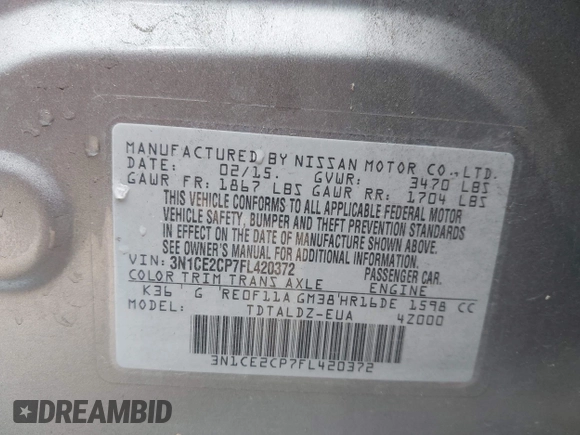 MANUFACTURED BY NISSAN MOTOR CO., LTD.
DATE: 02/15. GVWR: 3470 LBS
GAWR FR: 1867 LBS GAWR RR: 1704 LBS
THIS VEHICLE CONFORMS TO ALL APPLICABLE FEDERAL MOTOR
VEHICLE SAFETY, BUMPER AND THEFT PREVENTION STANDARDS
IN EFFECT ON THE DATE OF MANUFACTURE SHOWN ABOVE.
SEE OWNER'S MANUAL FOR ADDITIONAL INFORMATION.
VIN: 3N1CE2CP7FL420372 PASSENGER CAR.
COLOR TRIM TRANS AXLE ENGINE
K36 G RE0F11A GM38 HR16DE 1598 CC
MODEL: TDTALDZ-EUA 4Z000
3N1CE2CP7FL420372
DREAMBID